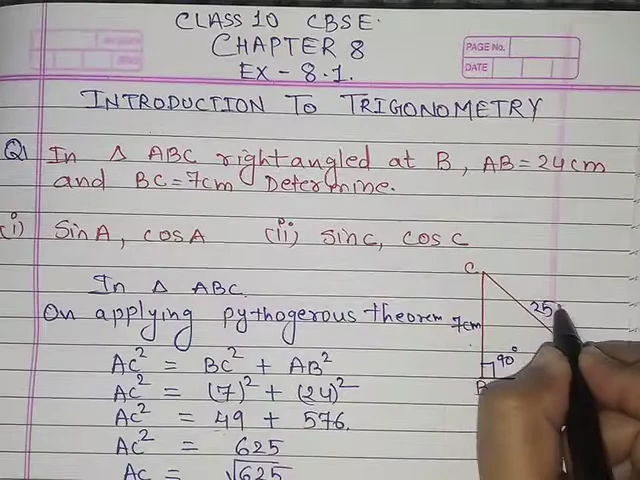 CLASS 10 CBSE.
CHAPTER 8
EX - 8.1.
PAGE No.
DATE
INTRODUCTION TO TRIGONOMETRY
Q1 In Δ ABC right angled at B, AB = 24cm
and BC = 7cm Determine.
(i) Sin A, cos A (ii) Sin C, cos C
In Δ ABC.
On applying pythogerous theorem
AC² = BC² + AB²
AC² = (7)² + (24)²
AC² = 49 + 576.
AC² = 625
AC = √625
C
7cm
25
90°
B